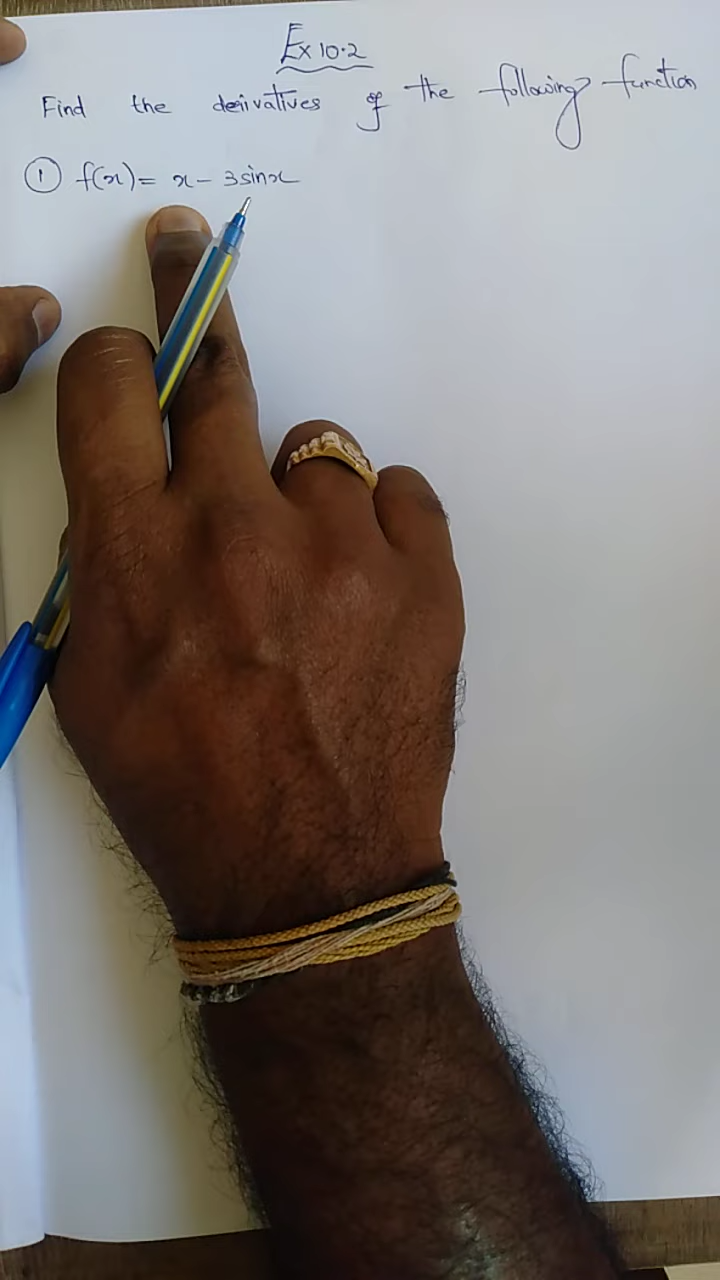 Ex 10.2
Find the derivatives of the following function
① f(x) = x - 3sinx